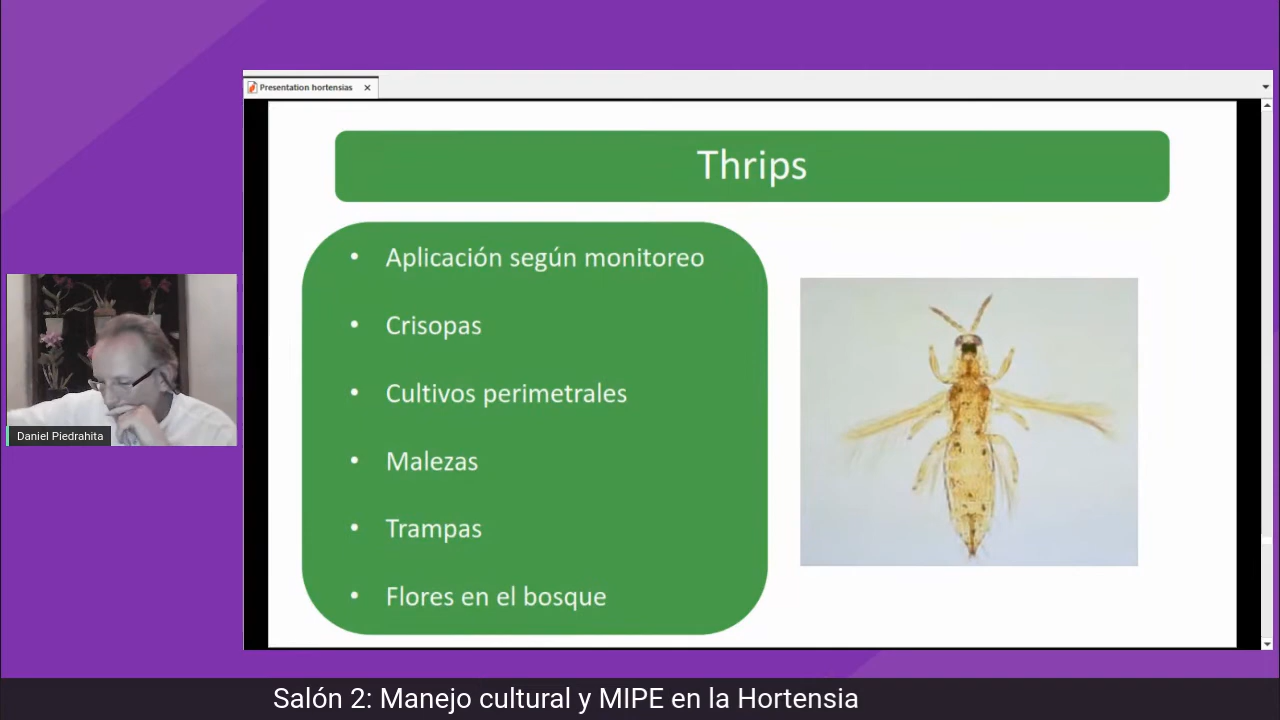 Presentation hortensias
Thrips
• Aplicación según monitoreo
• Crisopas
• Cultivos perimetrales
• Malezas
• Trampas
• Flores en el bosque
Daniel Piedrahita
Salón 2: Manejo cultural y MIPE en la Hortensia